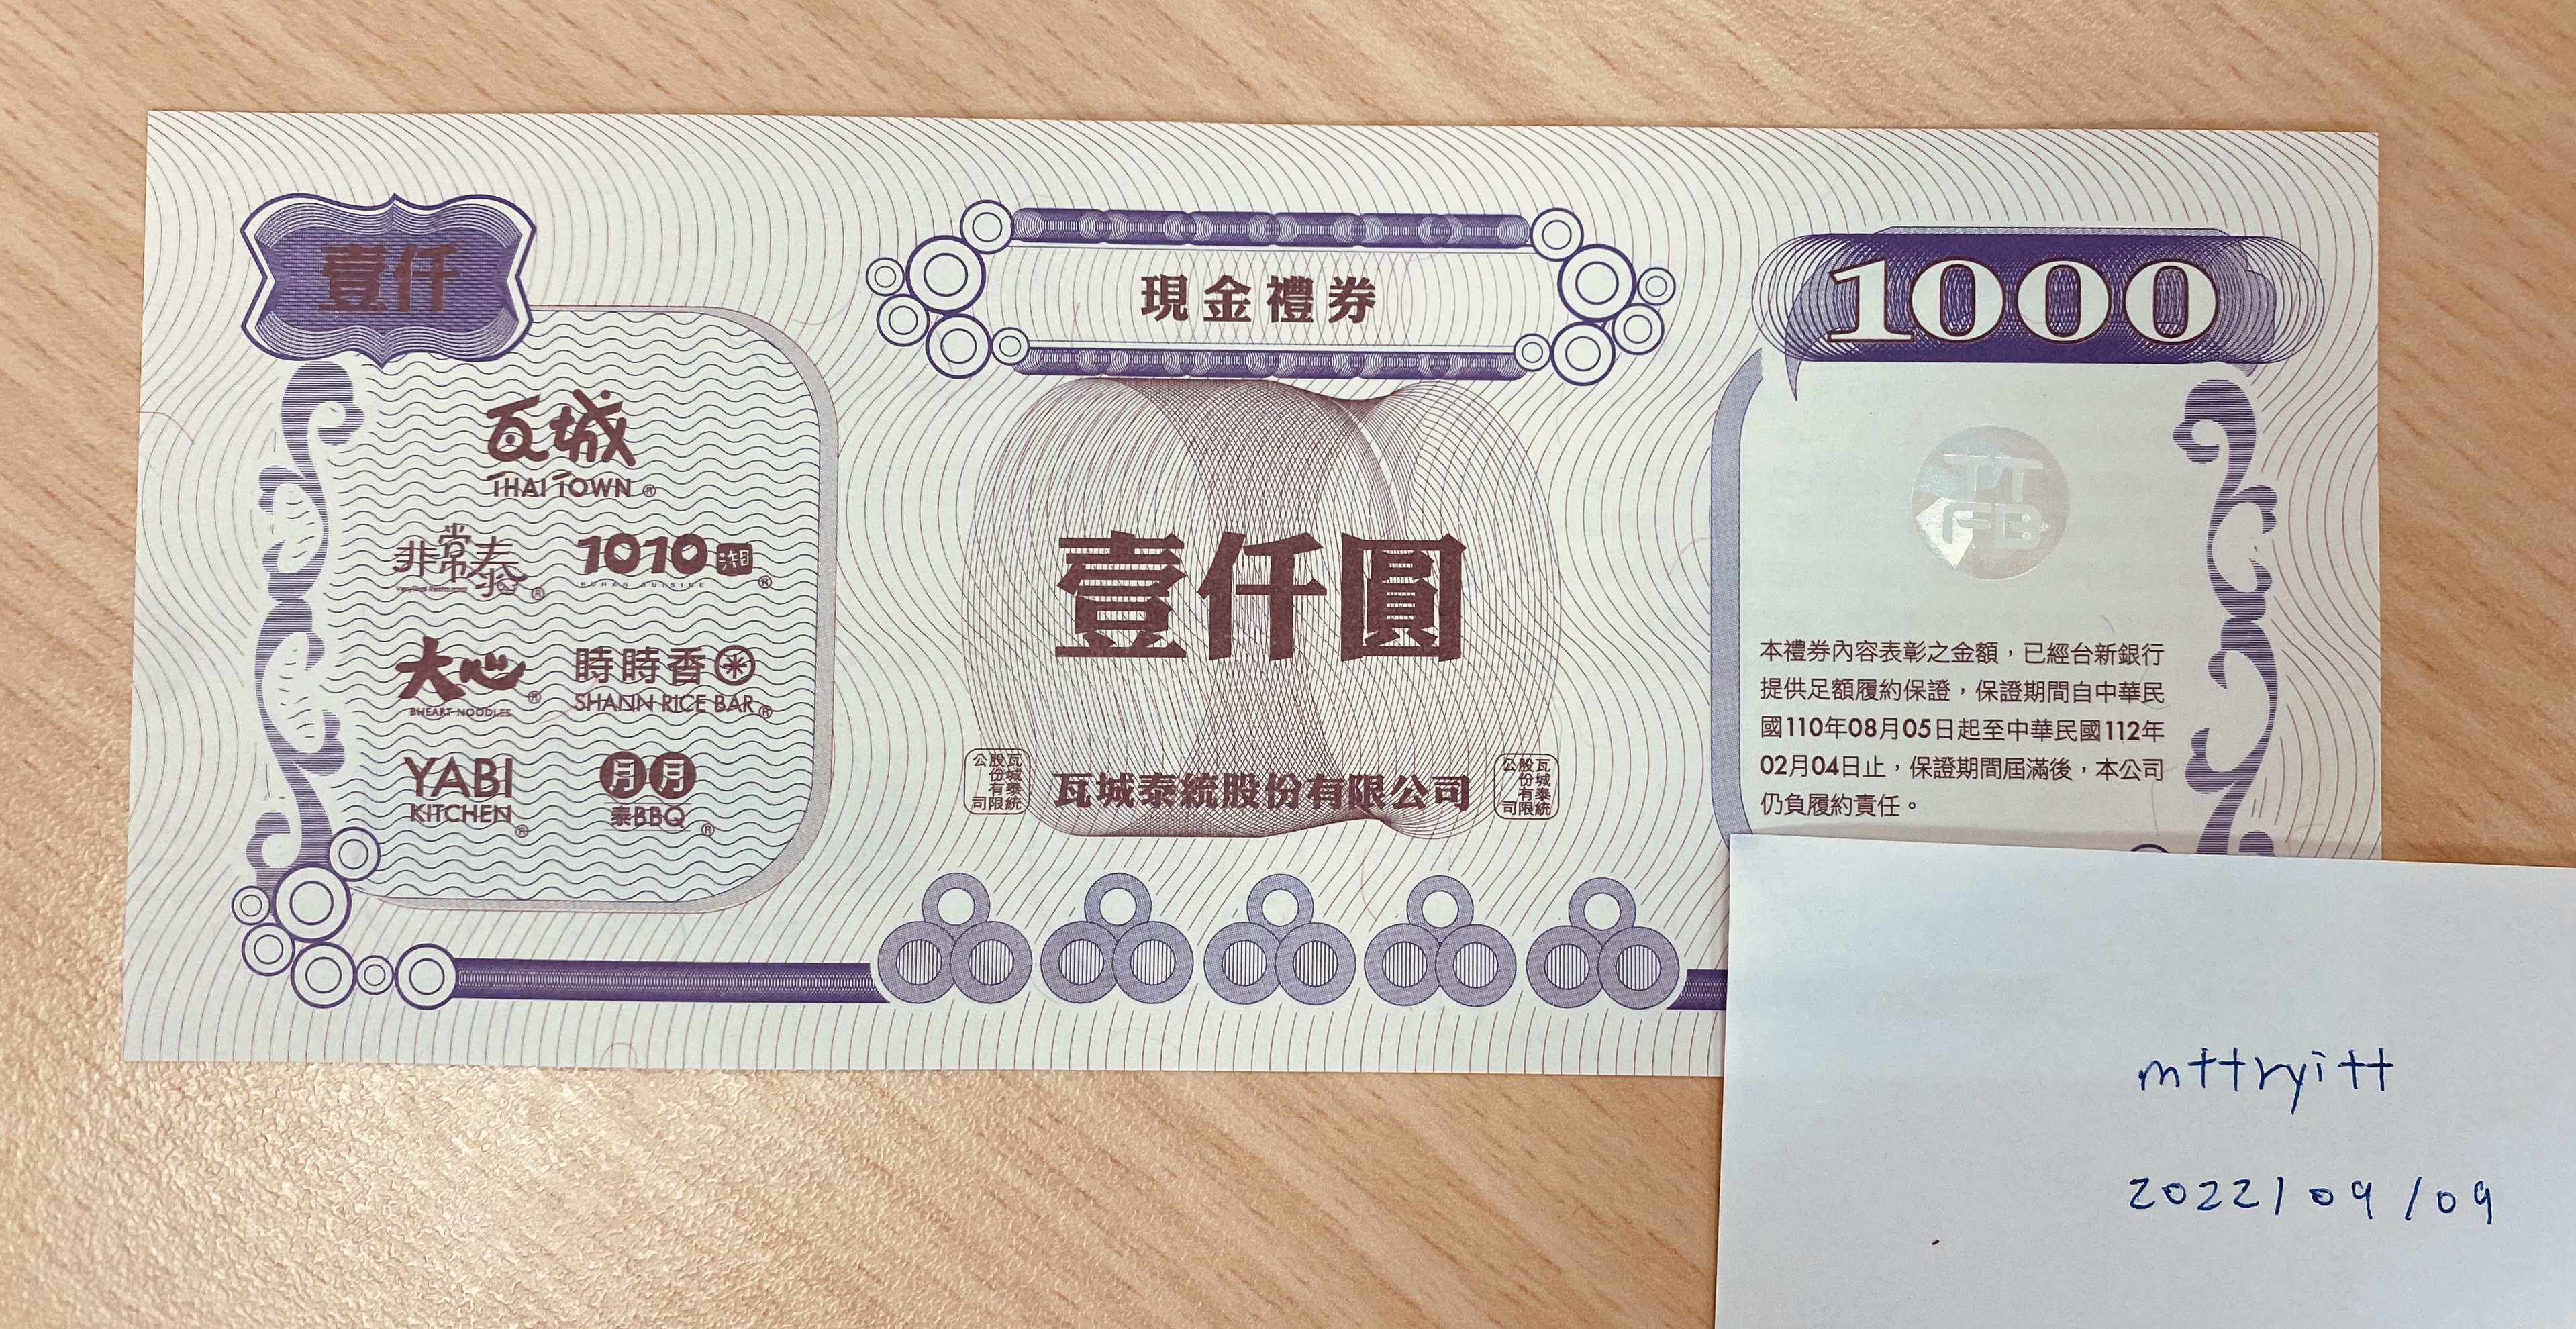 壹仟
瓦城
THAI TOWN®
非常泰
VeryThai Restaurant ®
1010湘
HUNAN CUISINE ®
大心
BHEART NOODLES ®
時時香
SHANN RICE BAR®
YABI
KITCHEN®
月月
泰BBQ ®
現金禮券
壹仟圓
瓦城泰統股份有限公司
瓦城泰統股份有限公司
瓦城泰統股份有限公司
1000
TT
FB
本禮券內容表彰之金額，已經台新銀行
提供足額履約保證，保證期間自中華民
國110年08月05日起至中華民國112年
02月04日止，保證期間屆滿後，本公司
仍負履約責任。
mttryitt
2022/09/09